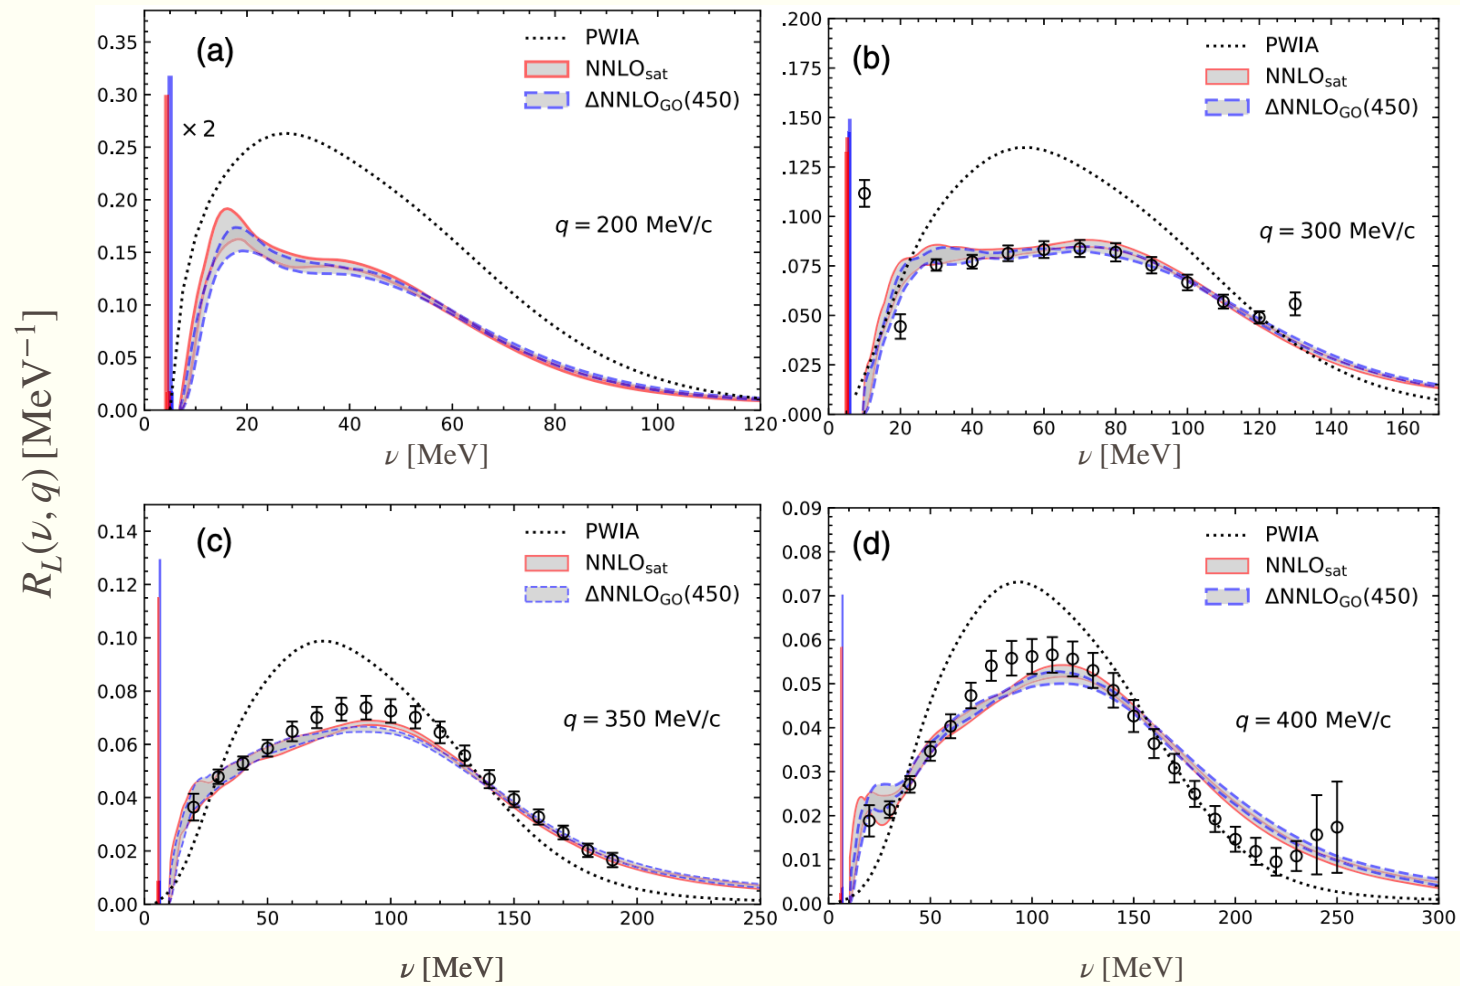 R_L(ν, q) [MeV⁻¹]
(a)
PWIA
NNLO_sat
ΔNNLO_GO(450)
× 2
q = 200 MeV/c
0.35
0.30
0.25
0.20
0.15
0.10
0.05
0.00
0 20 40 60 80 100 120
ν [MeV]
(b)
PWIA
NNLO_sat
ΔNNLO_GO(450)
q = 300 MeV/c
.200
.175
.150
.125
.100
.075
.050
.025
.000
0 20 40 60 80 100 120 140 160
ν [MeV]
(c)
PWIA
NNLO_sat
ΔNNLO_GO(450)
q = 350 MeV/c
0.14
0.12
0.10
0.08
0.06
0.04
0.02
0.00
0 50 100 150 200 250
ν [MeV]
(d)
PWIA
NNLO_sat
ΔNNLO_GO(450)
q = 400 MeV/c
0.09
0.08
0.07
0.06
0.05
0.04
0.03
0.02
0.01
0.00
0 50 100 150 200 250 300
ν [MeV]